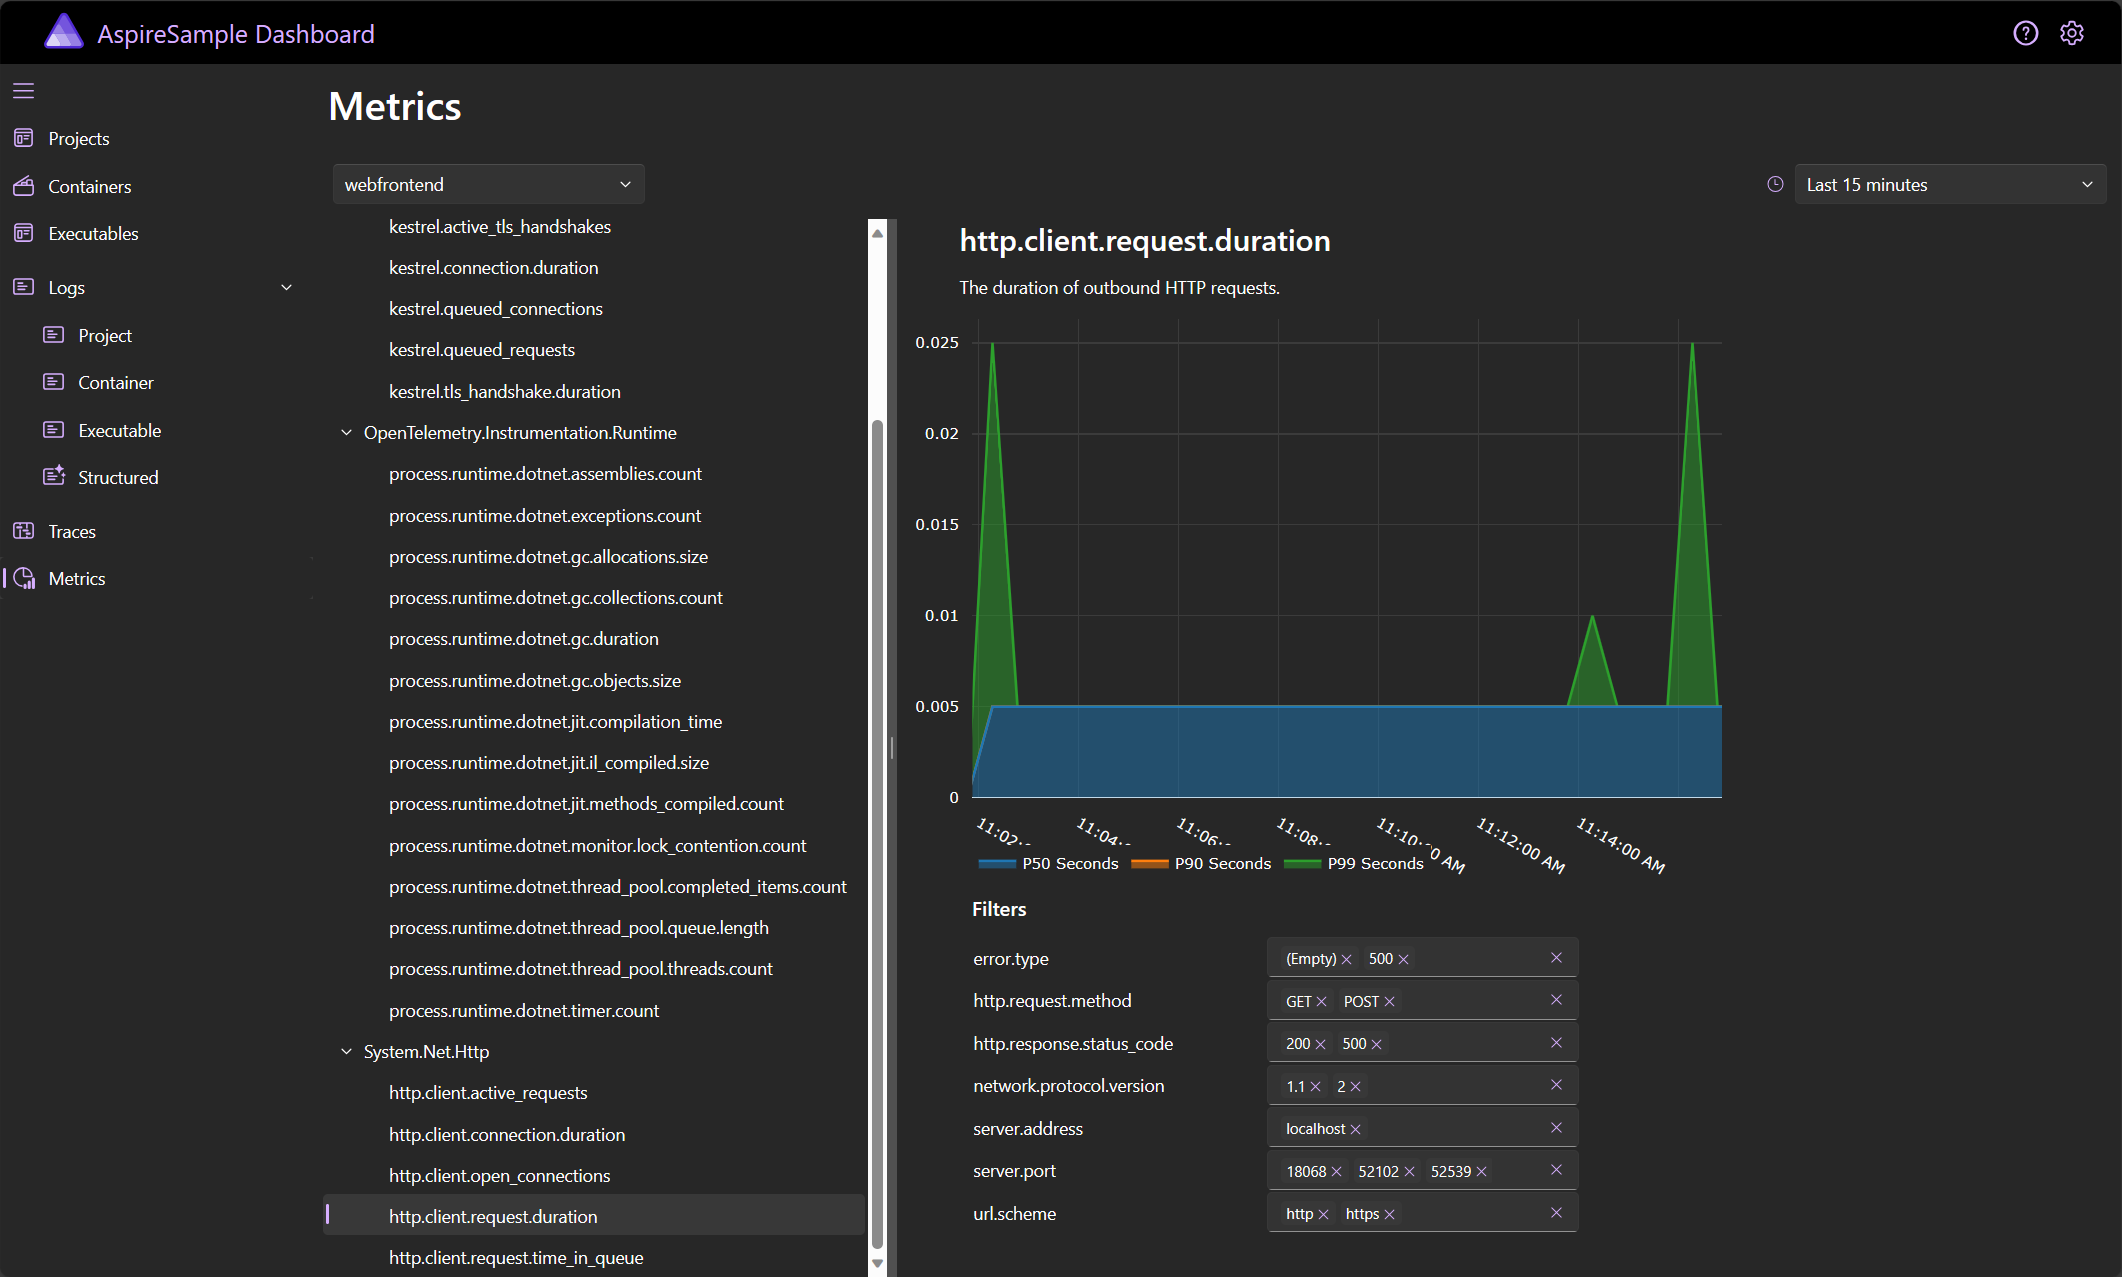 AspireSample Dashboard
Projects
Containers
Executables
Logs
Project
Container
Executable
Structured
Traces
Metrics
Metrics
webfrontend
Last 15 minutes
kestrel.active_tls_handshakes
kestrel.connection.duration
kestrel.queued_connections
kestrel.queued_requests
kestrel.tls_handshake.duration
OpenTelemetry.Instrumentation.Runtime
process.runtime.dotnet.assemblies.count
process.runtime.dotnet.exceptions.count
process.runtime.dotnet.gc.allocations.size
process.runtime.dotnet.gc.collections.count
process.runtime.dotnet.gc.duration
process.runtime.dotnet.gc.objects.size
process.runtime.dotnet.jit.compilation_time
process.runtime.dotnet.jit.il_compiled.size
process.runtime.dotnet.jit.methods_compiled.count
process.runtime.dotnet.monitor.lock_contention.count
process.runtime.dotnet.thread_pool.completed_items.count
process.runtime.dotnet.thread_pool.queue.length
process.runtime.dotnet.thread_pool.threads.count
process.runtime.dotnet.timer.count
System.Net.Http
http.client.active_requests
http.client.connection.duration
http.client.open_connections
http.client.request.duration
http.client.request.time_in_queue
http.client.request.duration
The duration of outbound HTTP requests.
0.025
0.02
0.015
0.01
0.005
0
11:02:
11:04:
11:06:
11:08:
11:10: 0 AM
11:12:00 AM
11:14:00 AM
P50 Seconds P90 Seconds P99 Seconds
Filters
error.type (Empty) 500
http.request.method GET POST
http.response.status_code 200 500
network.protocol.version 1.1 2
server.address localhost
server.port 18068 52102 52539
url.scheme http https